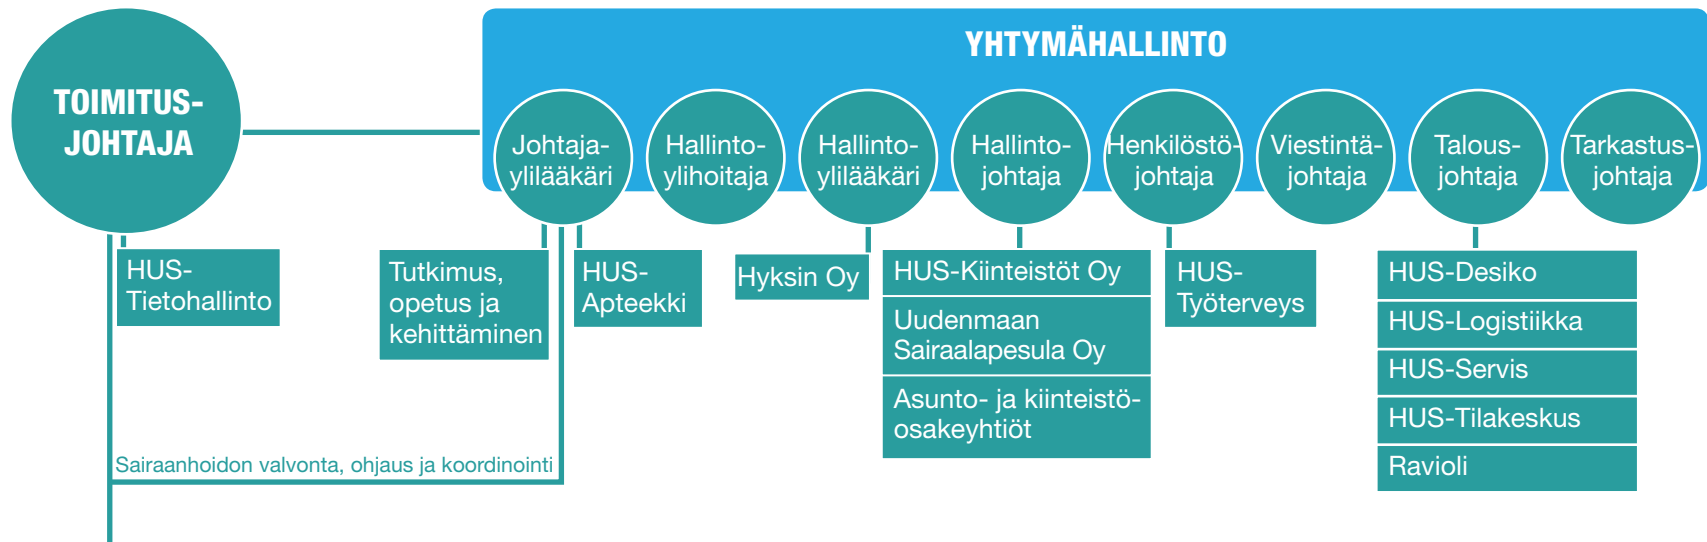 TOIMITUS-
JOHTAJA
YHTYMÄHALLINTO
Johtaja-
ylilääkäri
Hallinto-
ylihoitaja
Hallinto-
ylilääkäri
Hallinto-
johtaja
Henkilöstö-
johtaja
Viestintä-
johtaja
Talous-
johtaja
Tarkastus-
johtaja
HUS-
Tietohallinto
Tutkimus,
opetus ja
kehittäminen
HUS-
Apteekki
Hyksin Oy
HUS-Kiinteistöt Oy
Uudenmaan
Sairaalapesula Oy
Asunto- ja kiinteistö-
osakeyhtiöt
HUS-
Työterveys
HUS-Desiko
HUS-Logistiikka
HUS-Servis
HUS-Tilakeskus
Ravioli
Sairaanhoidon valvonta, ohjaus ja koordinointi